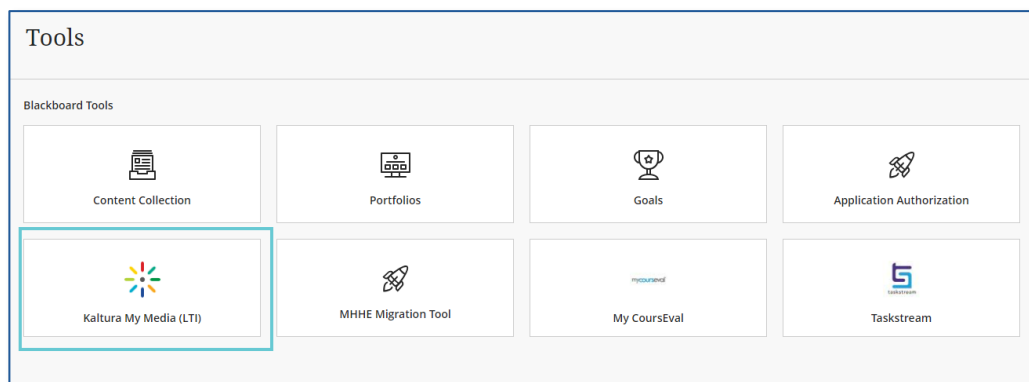 Tools
Blackboard Tools
Content Collection
Portfolios
Goals
Application Authorization
Kaltura My Media (LTI)
MHHE Migration Tool
mycourseval
My CoursEval
taskstream
Taskstream